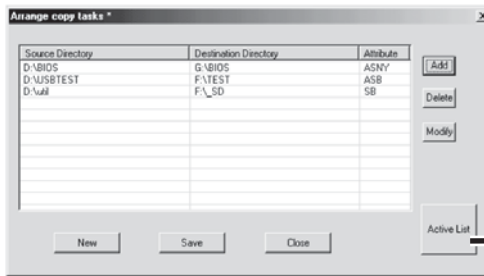 Arrange copy tasks *
Source Directory Destination Directory Attribute
D:\BIOS G:\BIOS ASNY
D:\USBTEST F:\TEST ASB
D:\util F:\_SD SB
Add
Delete
Modify
Active List
New Save Close